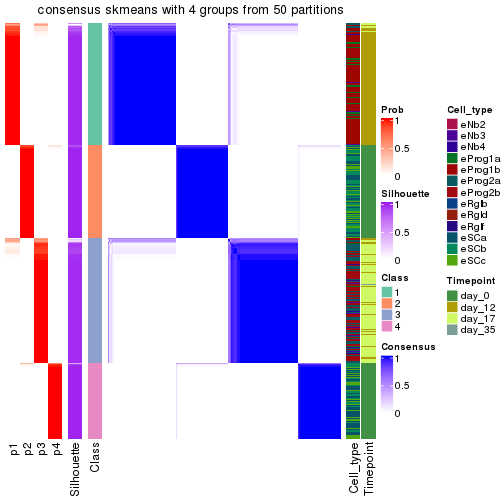 consensus skmeans with 4 groups from 50 partitions
p1
p2
p3
p4
Silhouette
Class
Cell_type
Timepoint
Prob
1
0.5
0
Silhouette
1
0.5
0
Class
1
2
3
4
Consensus
1
0.5
0
Cell_type
eNb2
eNb3
eNb4
eProg1a
eProg1b
eProg2a
eProg2b
eRglb
eRgld
eRglf
eSCa
eSCb
eSCc
Timepoint
day_0
day_12
day_17
day_35